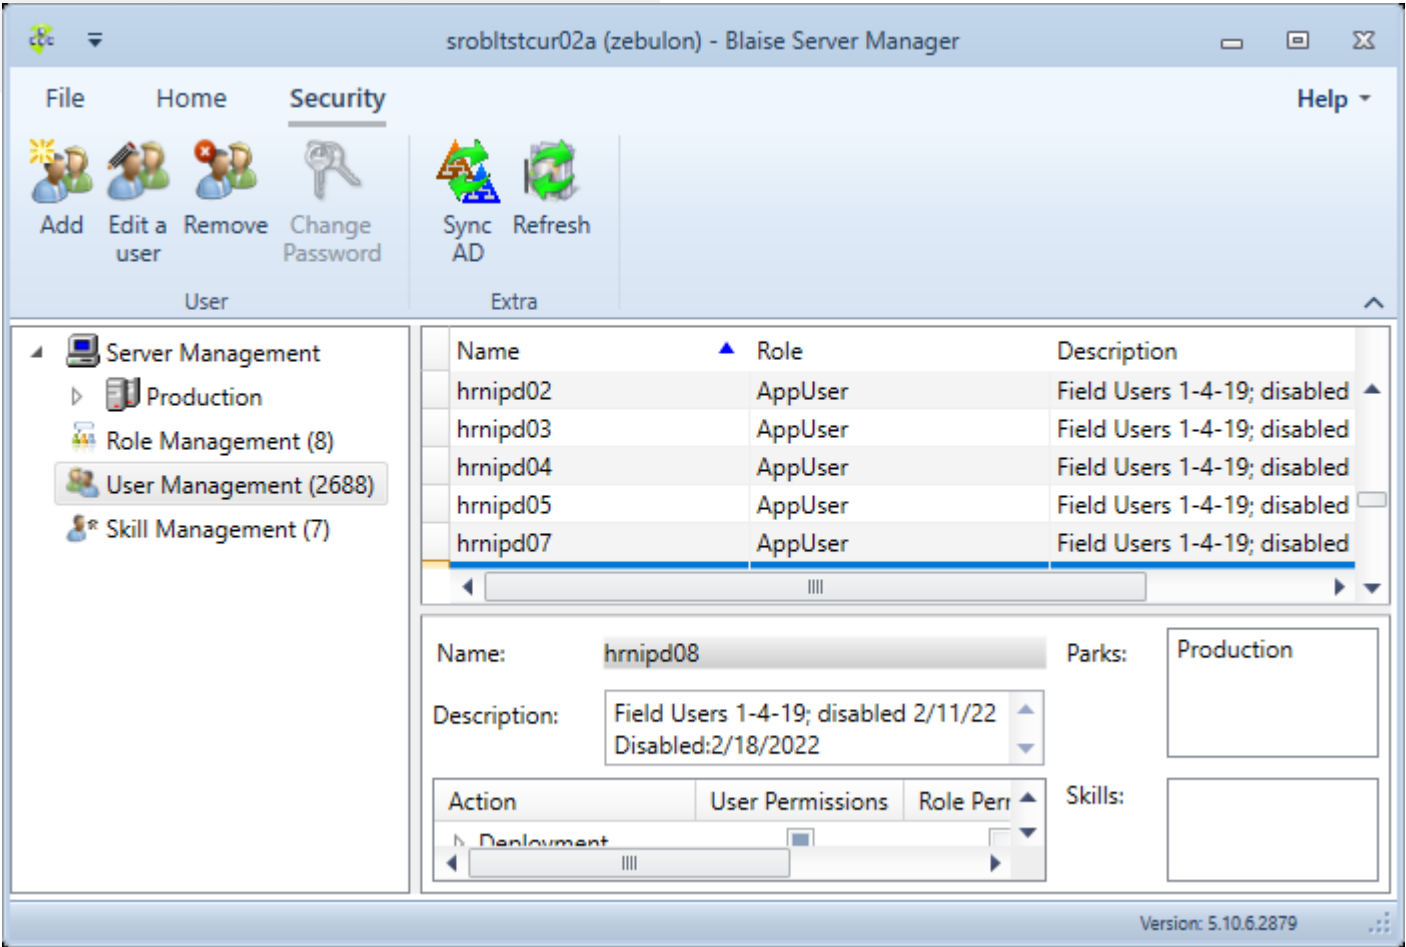 srobltstcur02a (zebulon) - Blaise Server Manager
File Home Security Help
Add Edit a user Remove Change Password Sync AD Refresh
User Extra
Server Management
Production
Role Management (8)
User Management (2688)
Skill Management (7)
Name Role Description
hrnipd02 AppUser Field Users 1-4-19; disabled
hrnipd03 AppUser Field Users 1-4-19; disabled
hrnipd04 AppUser Field Users 1-4-19; disabled
hrnipd05 AppUser Field Users 1-4-19; disabled
hrnipd07 AppUser Field Users 1-4-19; disabled
Name: hrnipd08
Description: Field Users 1-4-19; disabled 2/11/22
Disabled:2/18/2022
Action User Permissions Role Perr
Deployment
Parks: Production
Skills:
Version: 5.10.6.2879